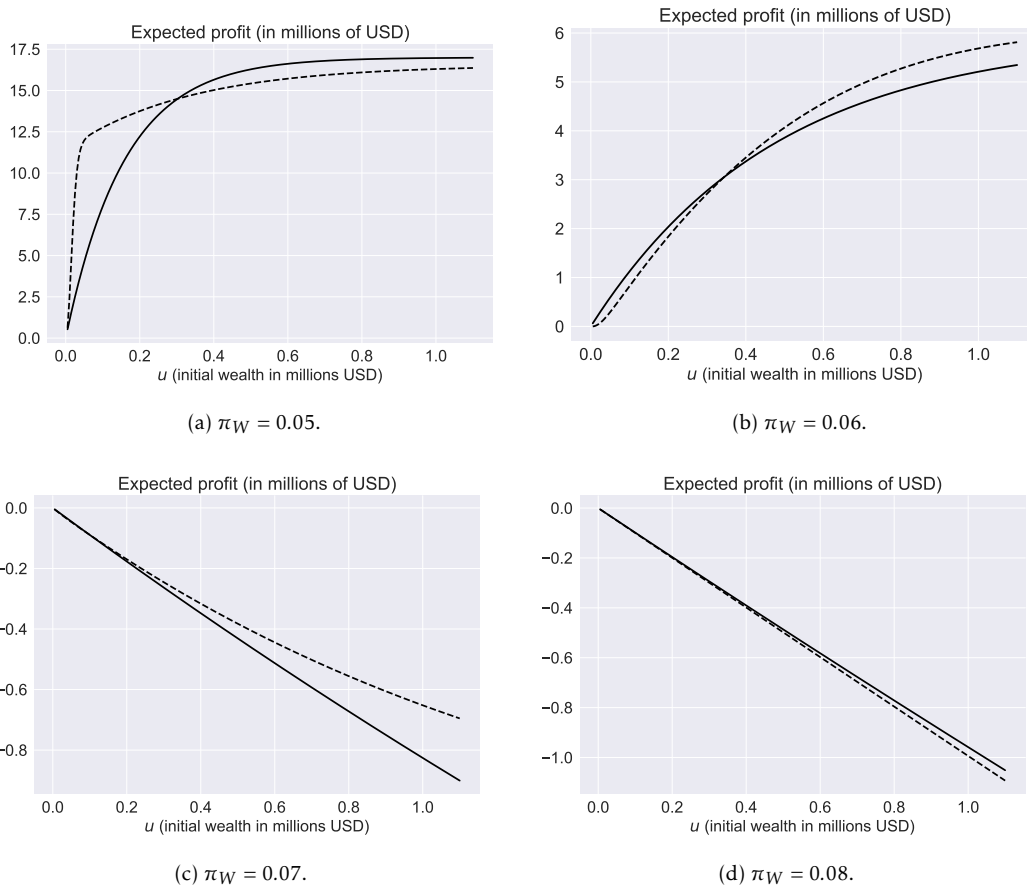 Expected profit (in millions of USD)
17.5
15.0
12.5
10.0
7.5
5.0
2.5
0.0
0.0 0.2 0.4 0.6 0.8 1.0
u (initial wealth in millions USD)
(a) π_W = 0.05.
Expected profit (in millions of USD)
6
5
4
3
2
1
0
0.0 0.2 0.4 0.6 0.8 1.0
u (initial wealth in millions USD)
(b) π_W = 0.06.
Expected profit (in millions of USD)
0.0
−0.2
−0.4
−0.6
−0.8
0.0 0.2 0.4 0.6 0.8 1.0
u (initial wealth in millions USD)
(c) π_W = 0.07.
Expected profit (in millions of USD)
0.0
−0.2
−0.4
−0.6
−0.8
−1.0
0.0 0.2 0.4 0.6 0.8 1.0
u (initial wealth in millions USD)
(d) π_W = 0.08.